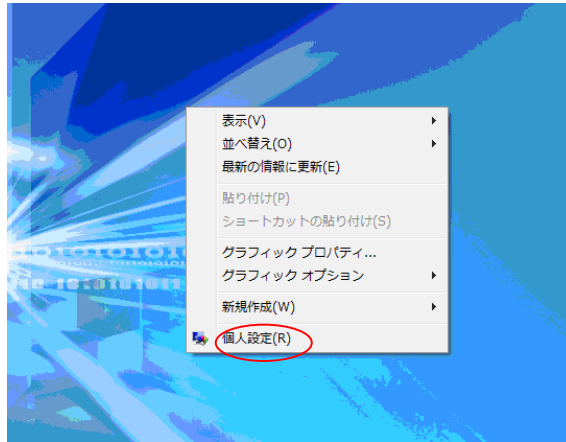 表示(V)
並べ替え(O)
最新の情報に更新(E)
貼り付け(P)
ショートカットの貼り付け(S)
グラフィック プロパティ...
グラフィック オプション
新規作成(W)
個人設定(R)